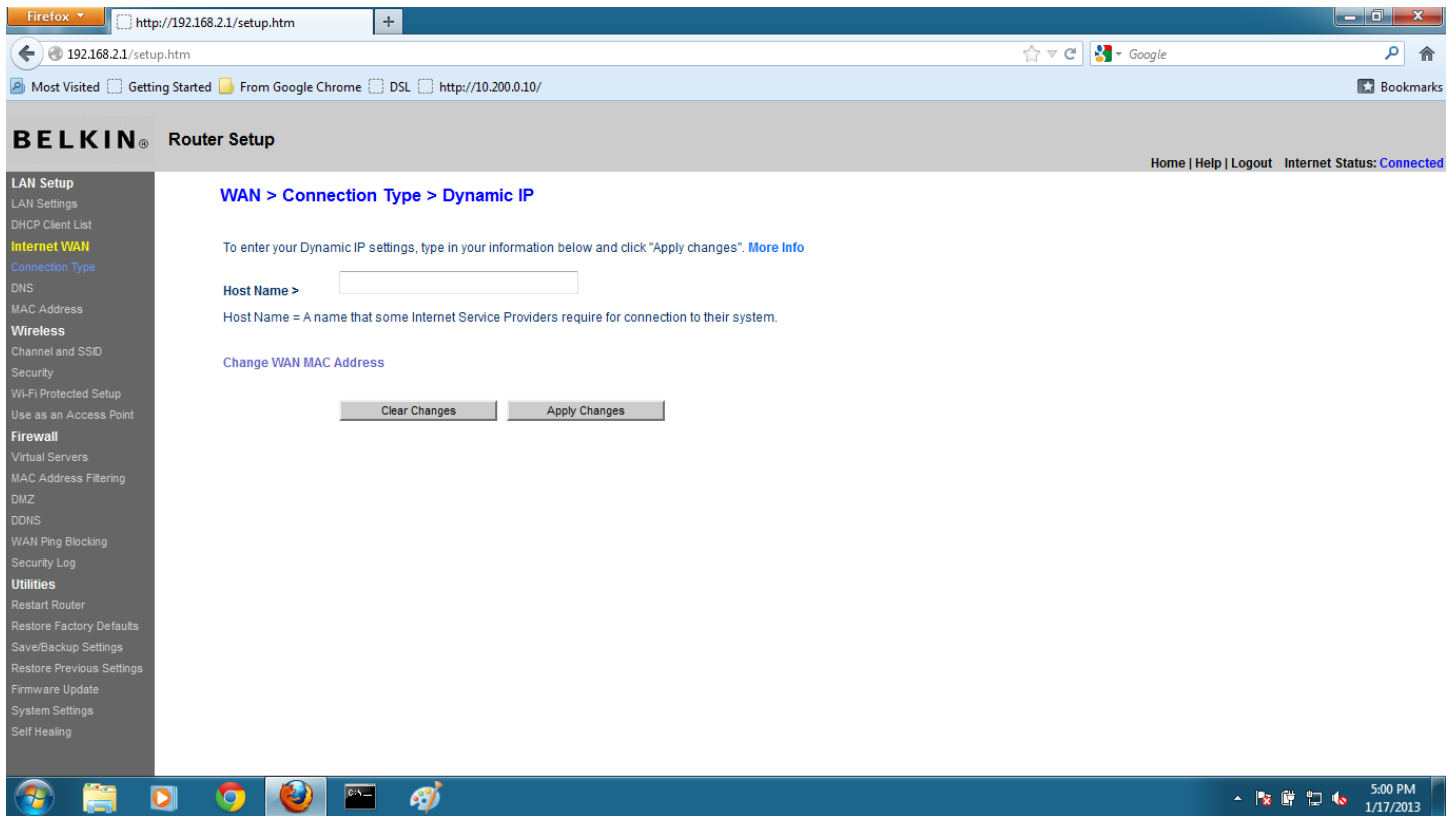 Firefox
http://192.168.2.1/setup.htm
+
192.168.2.1/setup.htm
Google
Most Visited Getting Started From Google Chrome DSL http://10.200.0.10/
Bookmarks
BELKIN® Router Setup
Home | Help | Logout Internet Status: Connected
LAN Setup
LAN Settings
DHCP Client List
Internet WAN
Connection Type
DNS
MAC Address
Wireless
Channel and SSID
Security
Wi-Fi Protected Setup
Use as an Access Point
Firewall
Virtual Servers
MAC Address Filtering
DMZ
DDNS
WAN Ping Blocking
Security Log
Utilities
Restart Router
Restore Factory Defaults
Save/Backup Settings
Restore Previous Settings
Firmware Update
System Settings
Self Healing
WAN > Connection Type > Dynamic IP
To enter your Dynamic IP settings, type in your information below and click "Apply changes". More Info
Host Name >
Host Name = A name that some Internet Service Providers require for connection to their system.
Change WAN MAC Address
Clear Changes Apply Changes
C:\
5:00 PM
1/17/2013